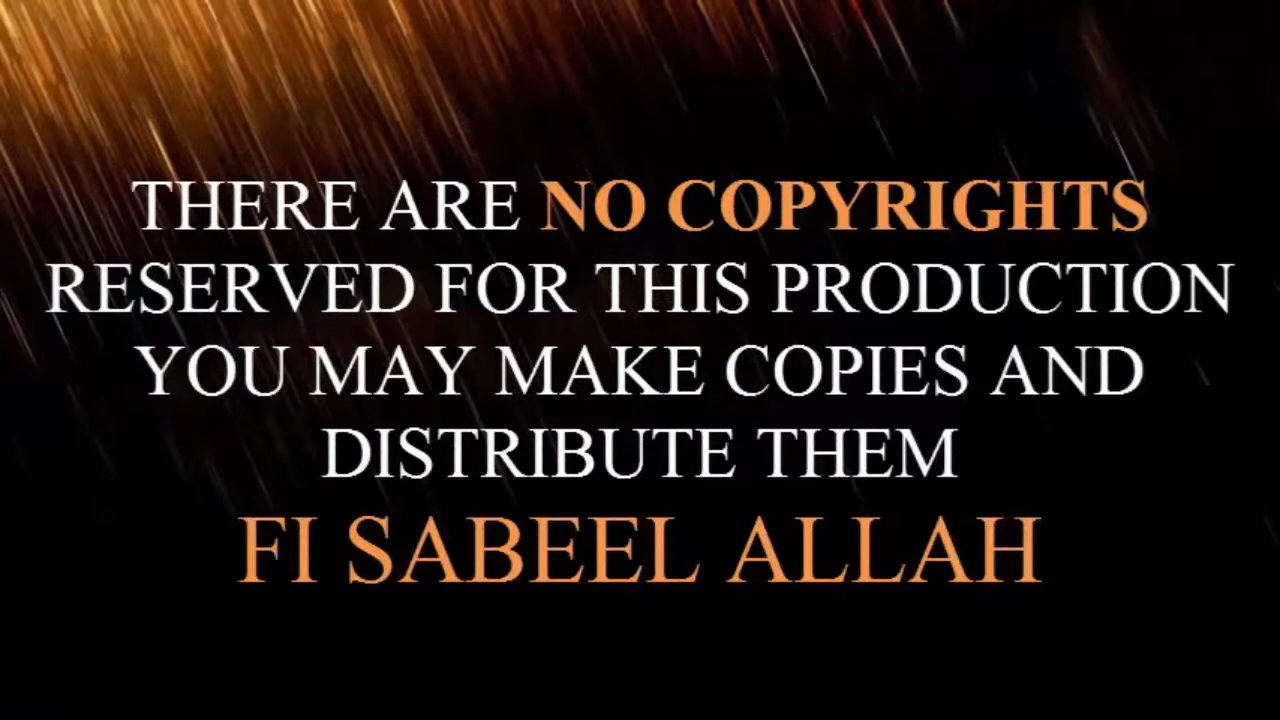 THERE ARE NO COPYRIGHTS
RESERVED FOR THIS PRODUCTION
YOU MAY MAKE COPIES AND
DISTRIBUTE THEM
FI SABEEL ALLAH